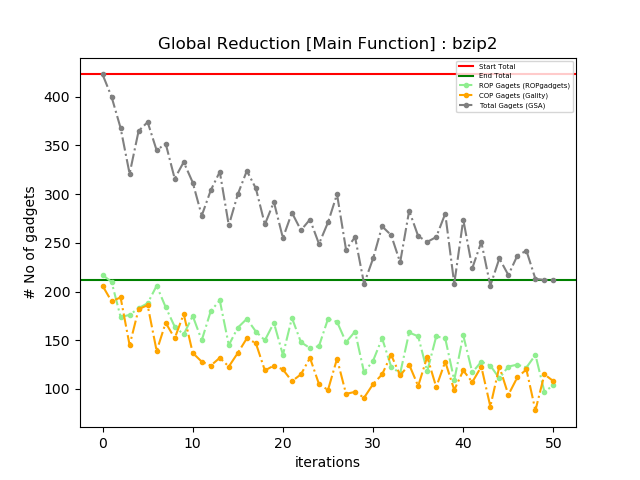 Global Reduction [Main Function] : bzip2
Start Total
End Total
ROP Gagets (ROPgadgets)
COP Gagets (Gality)
Total Gagets (GSA)
# No of gadgets
400
350
300
250
200
150
100
0 10 20 30 40 50
iterations